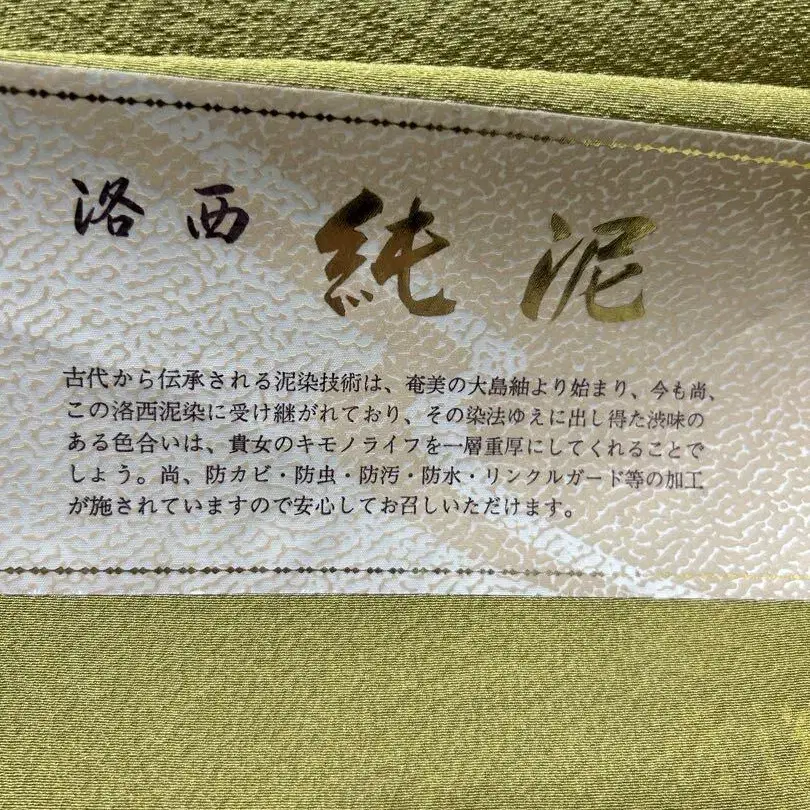 洛西 純泥
古代から伝承される泥染技術は、奄美の大島紬より始まり、今も尚、
この洛西泥染に受け継がれており、その染法ゆえに出し得た渋味の
ある色合いは、貴女のキモノライフを一層重厚にしてくれることで
しょう。尚、防カビ・防虫・防汚・防水・リンクルガード等の加工
が施されていますので安心してお召しいただけます。